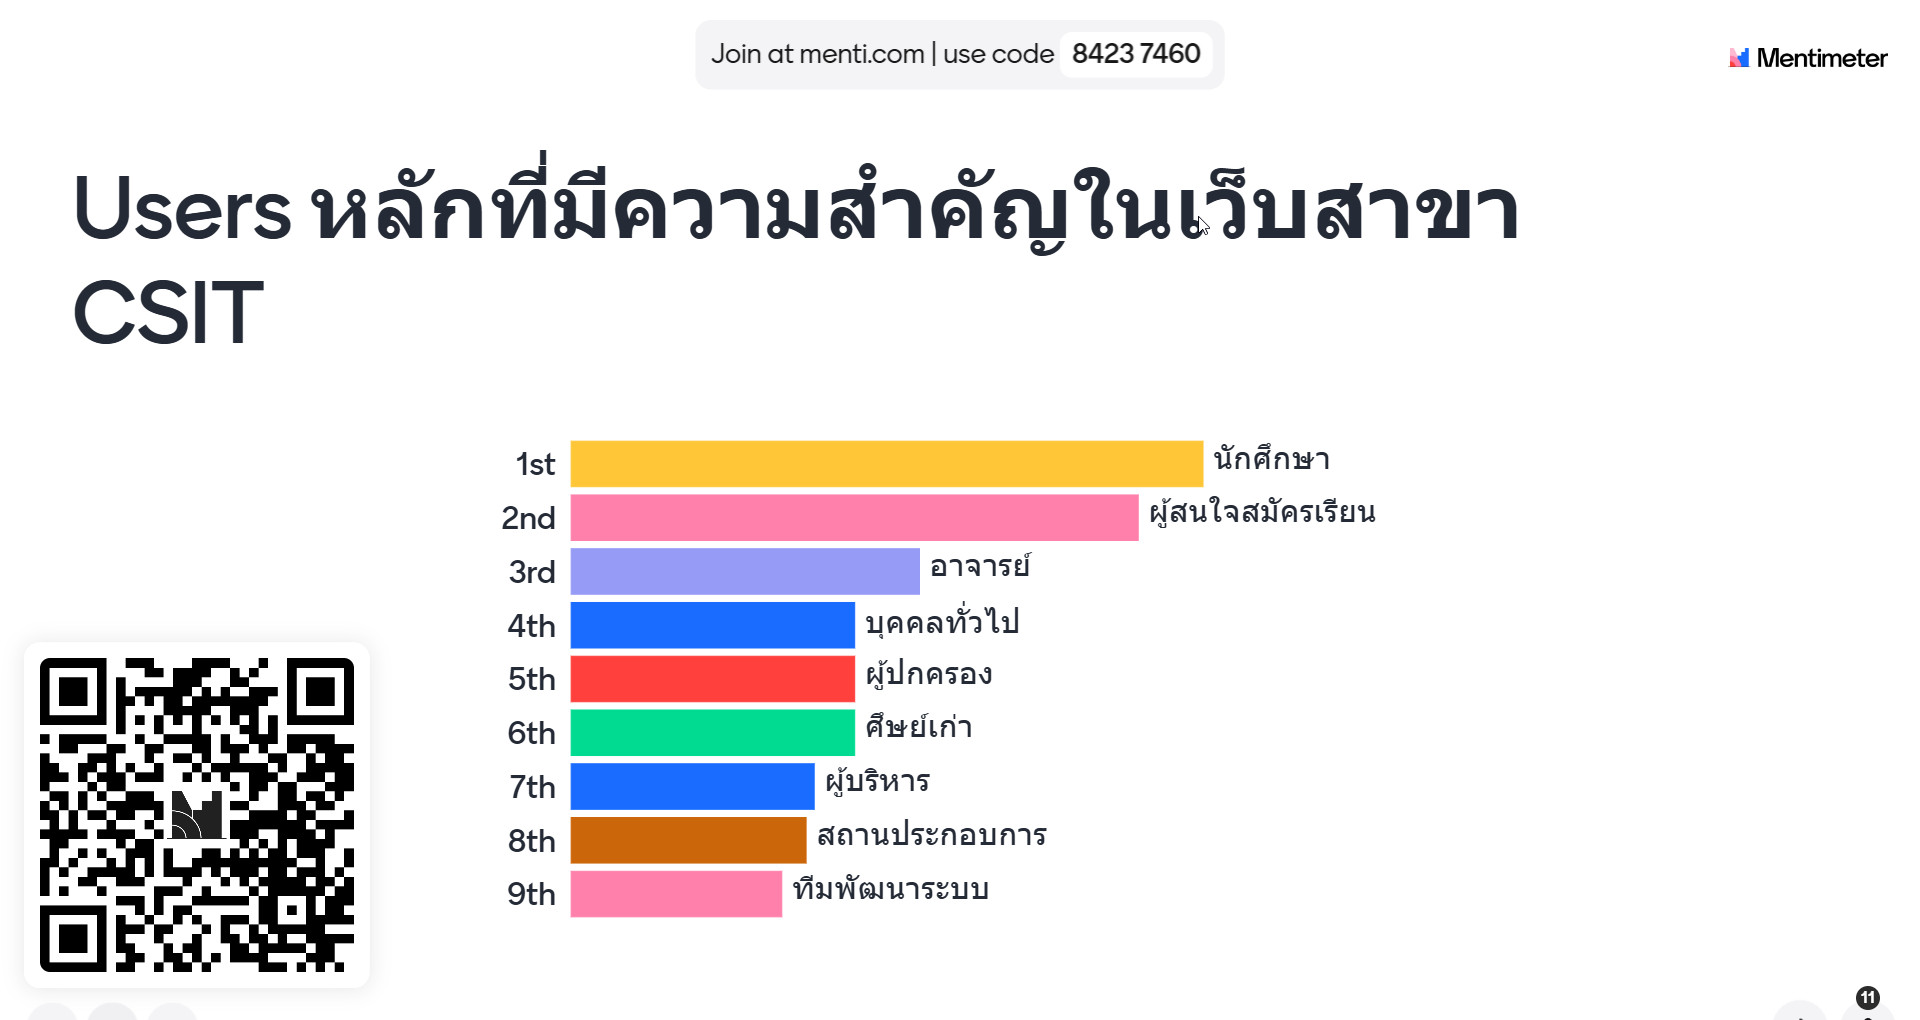 Join at menti.com | use code 8423 7460
Mentimeter
Users หลักที่มีความสำคัญในเว็บสาขา
CSIT
1st นักศึกษา
2nd ผู้สนใจสมัครเรียน
3rd อาจารย์
4th บุคคลทั่วไป
5th ผู้ปกครอง
6th ศึษย์เก่า
7th ผู้บริหาร
8th สถานประกอบการ
9th ทีมพัฒนาระบบ
11